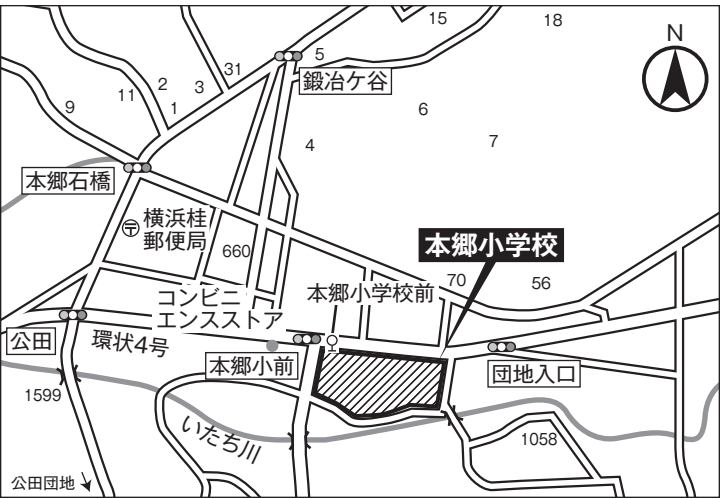 15
18
N
5
鍛冶ケ谷
31
3
2
11
1
9
6
7
4
本郷石橋
横浜桂
郵便局
660
本郷小学校
コンビニ
エンスストア
本郷小学校前
70
56
公田
環状4号
本郷小前
団地入口
1599
いたち川
1058
公田団地